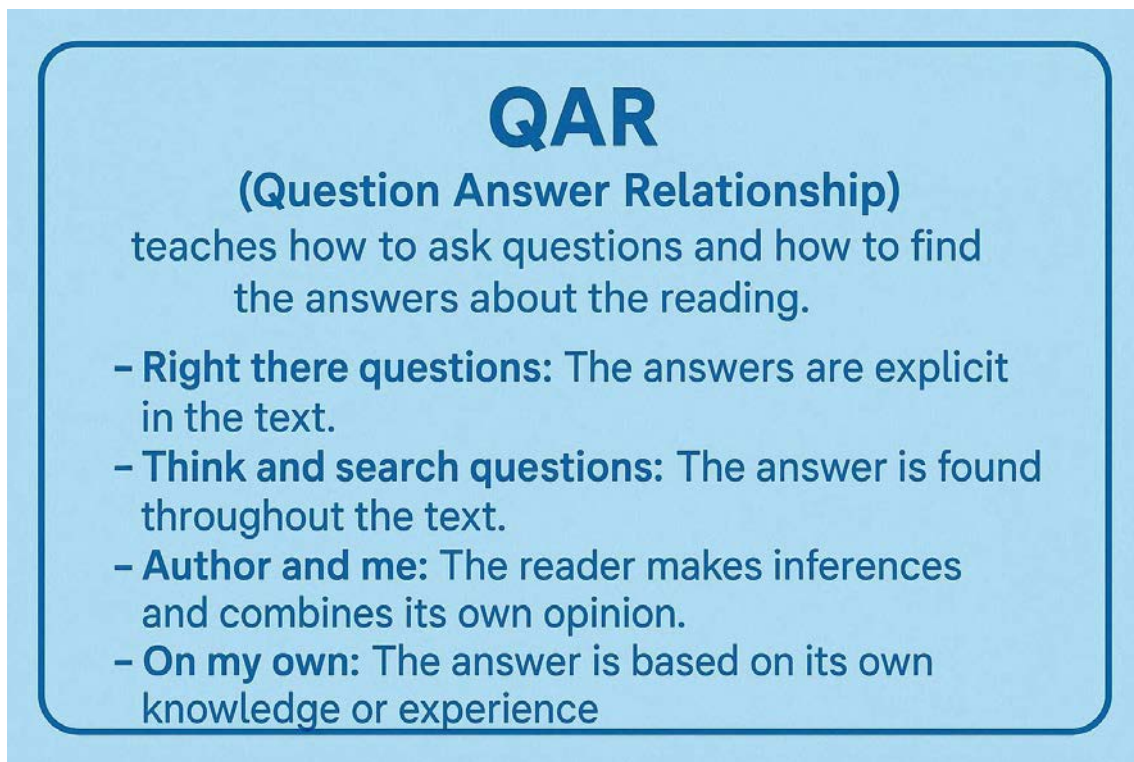 QAR
(Question Answer Relationship)
teaches how to ask questions and how to find
the answers about the reading.
– Right there questions: The answers are explicit
in the text.
– Think and search questions: The answer is found
throughout the text.
– Author and me: The reader makes inferences
and combines its own opinion.
– On my own: The answer is based on its own
knowledge or experience